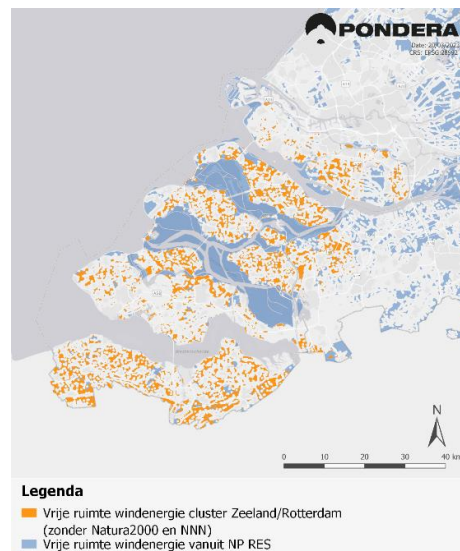 PONDERA
N
0 10 20 30 40 km
Legenda
Vrije ruimte windenergie cluster Zeeland/Rotterdam
(zonder Natura2000 en NNN)
Vrije ruimte windenergie vanuit NP RES